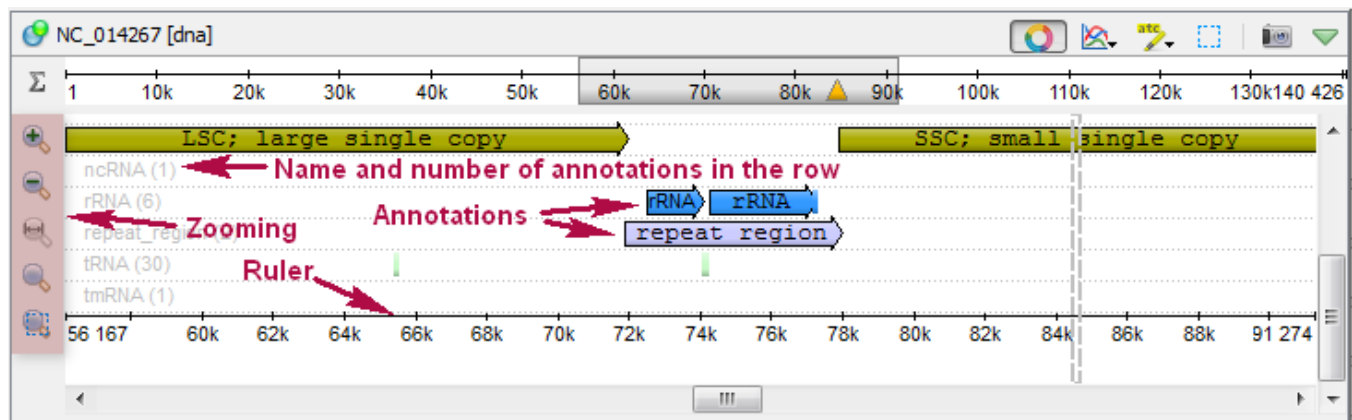 NC_014267 [dna]
atc
Σ
1 10k 20k 30k 40k 50k 60k 70k 80k 90k 100k 110k 120k 130k140 426
LSC; large single copy SSC; small single copy
ncRNA (1) Name and number of annotations in the row
rRNA (6) Annotations rRNA rRNA
Zooming repeat region
tRNA (30) Ruler
tmRNA (1)
56 167 60k 62k 64k 66k 68k 70k 72k 74k 76k 78k 80k 82k 84k 86k 88k 91 274